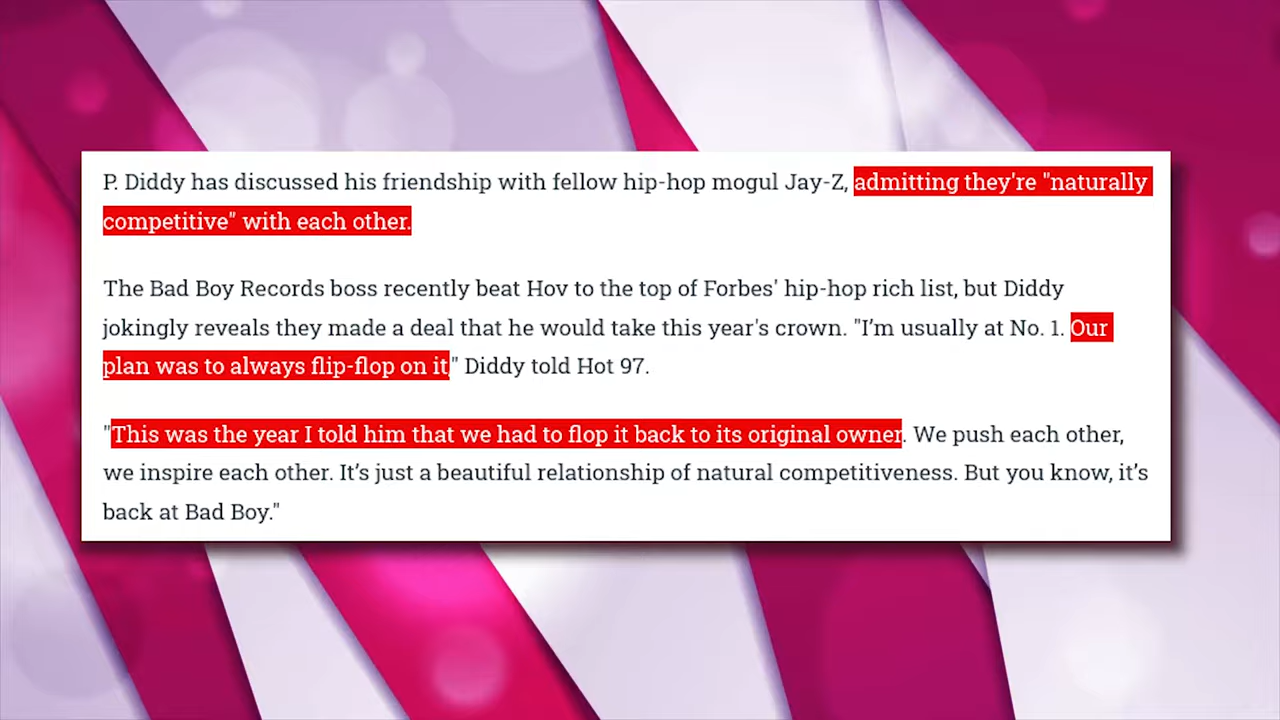 P. Diddy has discussed his friendship with fellow hip-hop mogul Jay-Z, admitting they're "naturally
competitive" with each other.
The Bad Boy Records boss recently beat Hov to the top of Forbes' hip-hop rich list, but Diddy
jokingly reveals they made a deal that he would take this year's crown. "I’m usually at No. 1. Our
plan was to always flip-flop on it" Diddy told Hot 97.
"This was the year I told him that we had to flop it back to its original owner. We push each other,
we inspire each other. It’s just a beautiful relationship of natural competitiveness. But you know, it’s
back at Bad Boy."